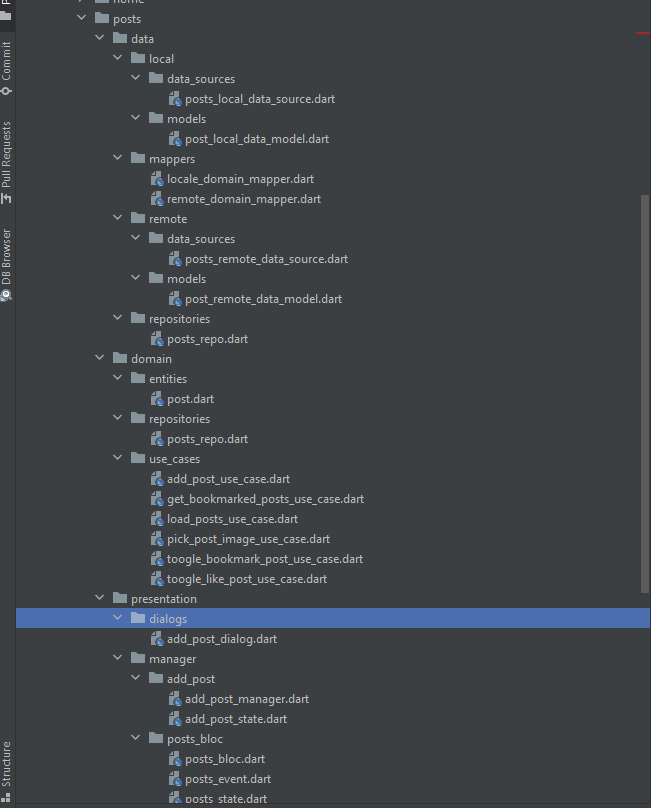 home
posts
data
local
data_sources
posts_local_data_source.dart
models
post_local_data_model.dart
mappers
locale_domain_mapper.dart
remote_domain_mapper.dart
remote
data_sources
posts_remote_data_source.dart
models
post_remote_data_model.dart
repositories
posts_repo.dart
domain
entities
post.dart
repositories
posts_repo.dart
use_cases
add_post_use_case.dart
get_bookmarked_posts_use_case.dart
load_posts_use_case.dart
pick_post_image_use_case.dart
toogle_bookmark_post_use_case.dart
toogle_like_post_use_case.dart
presentation
dialogs
add_post_dialog.dart
manager
add_post
add_post_manager.dart
add_post_state.dart
posts_bloc
posts_bloc.dart
posts_event.dart
posts_state.dart
Commit
Pull Requests
DB Browser
Structure